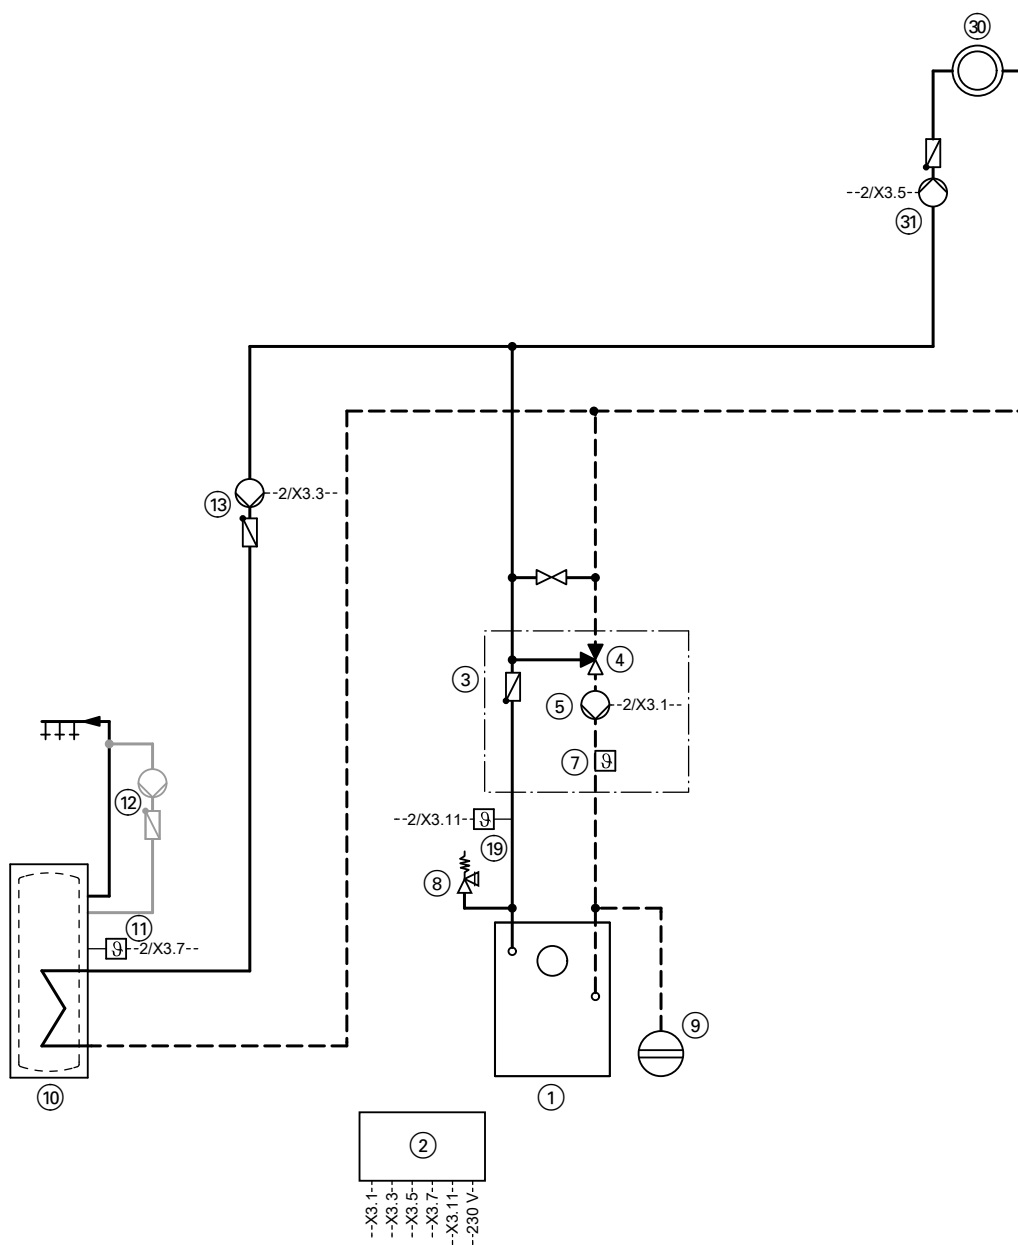 30
--2/X3.5--
31
13
--2/X3.3--
4
3
5
--2/X3.1--
7
ϑ
12
--2/X3.11--
ϑ
19
8
11
ϑ
--2/X3.7--
9
10
1
2
--X3.1--
--X3.3--
--X3.5--
--X3.7--
--X3.11--
--230 V--